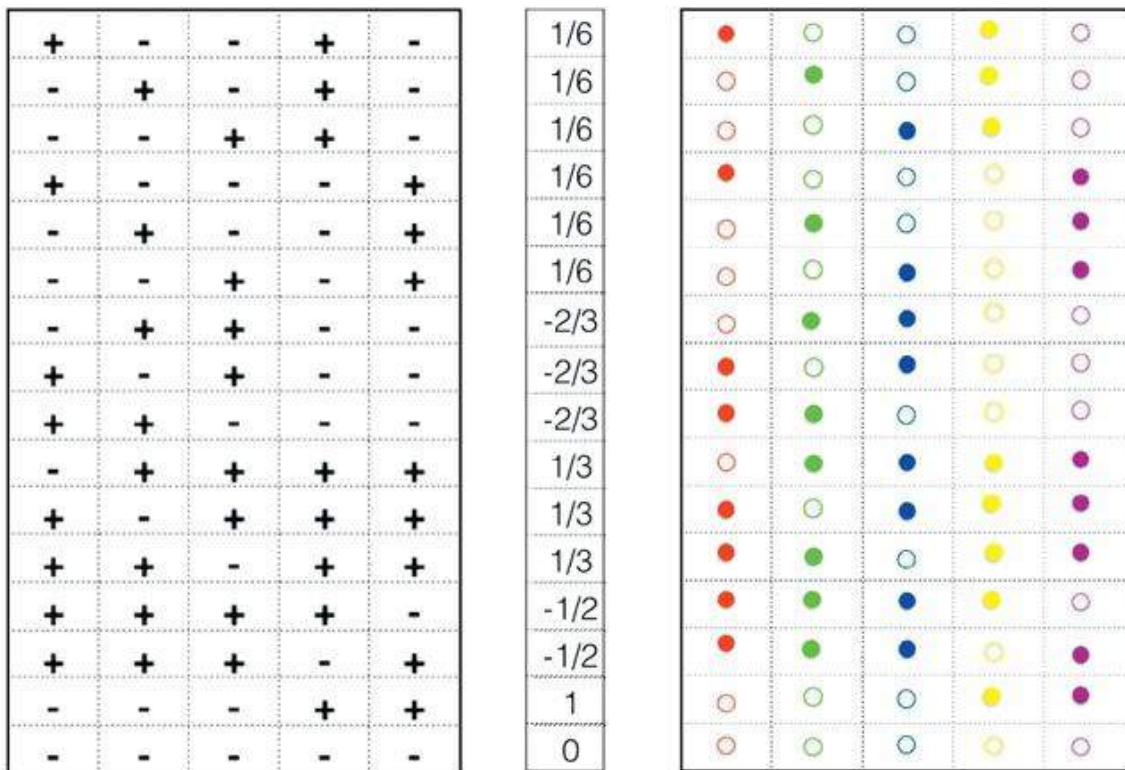 + - - + - 1/6
- + - + - 1/6
- - + + - 1/6
+ - - - + 1/6
- + - - + 1/6
- - + - + 1/6
- + + - - -2/3
+ - + - - -2/3
+ + - - - -2/3
- + + + + 1/3
+ - + + + 1/3
+ + - + + 1/3
+ + + + - -1/2
+ + + - + -1/2
- - - + + 1
- - - - - 0